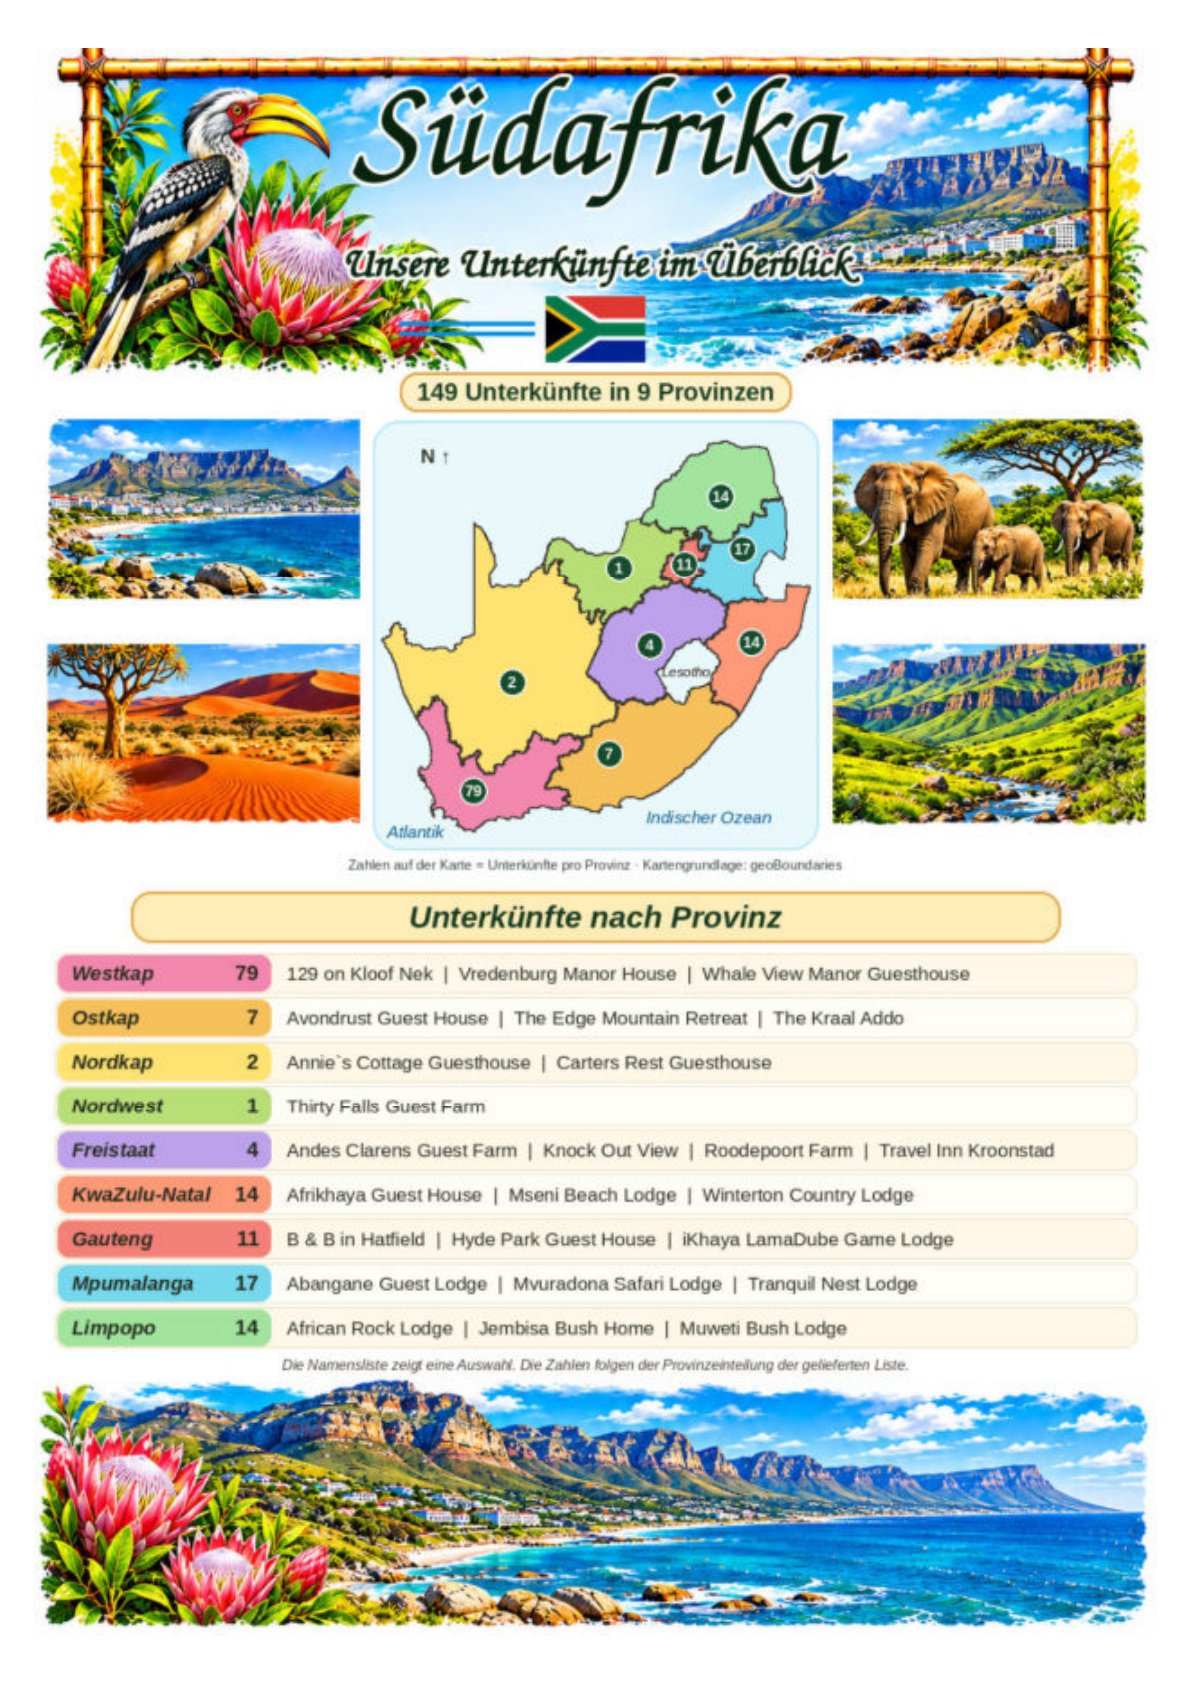 Südafrika
Unsere Unterkünfte im Überblick
149 Unterkünfte in 9 Provinzen
N ↑
14
17
11
1
4
14
Lesotho
2
7
79
Indischer Ozean
Atlantik
Zahlen auf der Karte = Unterkünfte pro Provinz · Kartengrundlage: geoBoundaries
Unterkünfte nach Provinz
Westkap 79 129 on Kloof Nek | Vredenburg Manor House | Whale View Manor Guesthouse
Ostkap 7 Avondrust Guest House | The Edge Mountain Retreat | The Kraal Addo
Nordkap 2 Annie`s Cottage Guesthouse | Carters Rest Guesthouse
Nordwest 1 Thirty Falls Guest Farm
Freistaat 4 Andes Clarens Guest Farm | Knock Out View | Roodepoort Farm | Travel Inn Kroonstad
KwaZulu-Natal 14 Afrikhaya Guest House | Mseni Beach Lodge | Winterton Country Lodge
Gauteng 11 B & B in Hatfield | Hyde Park Guest House | iKhaya LamaDube Game Lodge
Mpumalanga 17 Abangane Guest Lodge | Mvuradona Safari Lodge | Tranquil Nest Lodge
Limpopo 14 African Rock Lodge | Jembisa Bush Home | Muweti Bush Lodge
Die Namensliste zeigt eine Auswahl. Die Zahlen folgen der Provinzeinteilung der gelieferten Liste.